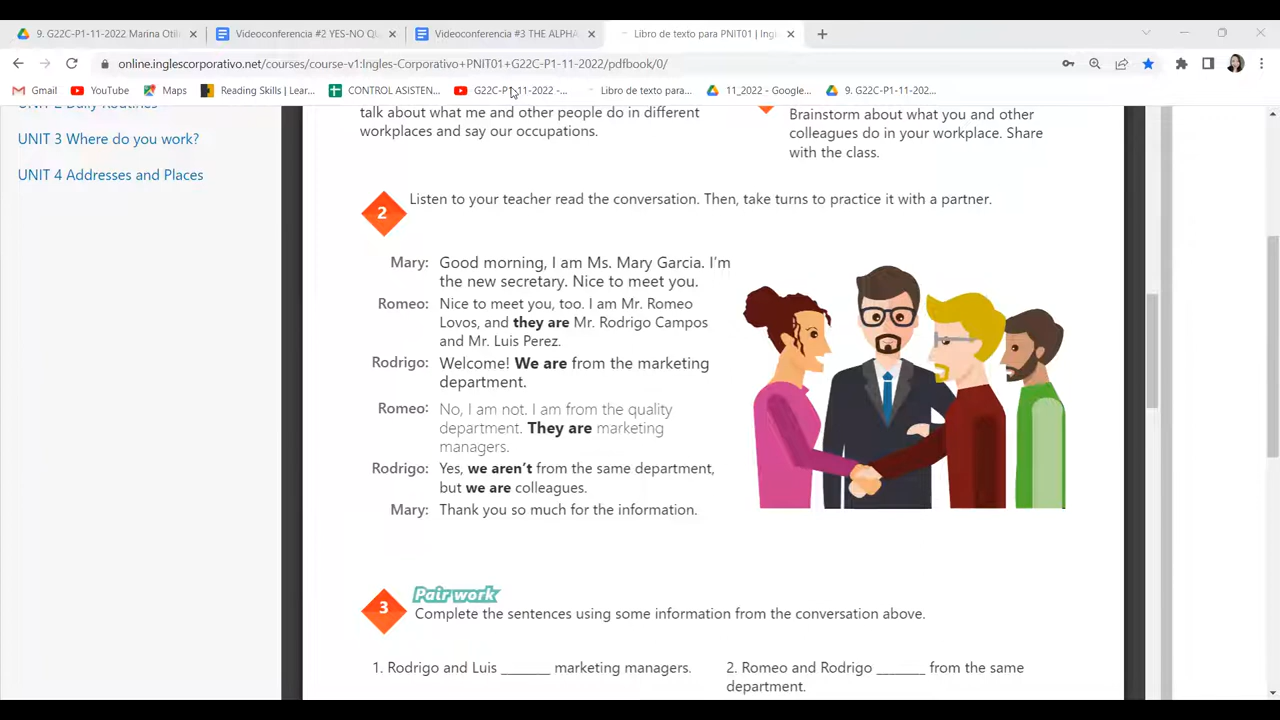 9. G22C-P1-11-2022 Marina Otili
Videoconferencia #2 YES-NO QU
Videoconferencia #3 THE ALPHA
Libro de texto para PNIT01 | Ingl
online.inglescorporativo.net/courses/course-v1:Ingles-Corporativo+PNIT01+G22C-P1-11-2022/pdfbook/0/
Gmail
YouTube
Maps
Reading Skills | Lear...
CONTROL ASISTEN...
G22C-P1-11-2022 -...
Libro de texto para...
11_2022 - Google...
9. G22C-P1-11-202...
UNIT 2 Daily Routines
UNIT 3 Where do you work?
UNIT 4 Addresses and Places
talk about what me and other people do in different
workplaces and say our occupations.
Brainstorm about what you and other
colleagues do in your workplace. Share
with the class.
2
Listen to your teacher read the conversation. Then, take turns to practice it with a partner.
Mary: Good morning, I am Ms. Mary Garcia. I'm
the new secretary. Nice to meet you.
Romeo: Nice to meet you, too. I am Mr. Romeo
Lovos, and they are Mr. Rodrigo Campos
and Mr. Luis Perez.
Rodrigo: Welcome! We are from the marketing
department.
Romeo: No, I am not. I am from the quality
department. They are marketing
managers.
Rodrigo: Yes, we aren't from the same department,
but we are colleagues.
Mary: Thank you so much for the information.
3
Pair work
Complete the sentences using some information from the conversation above.
1. Rodrigo and Luis ______ marketing managers.
2. Romeo and Rodrigo ______ from the same
department.